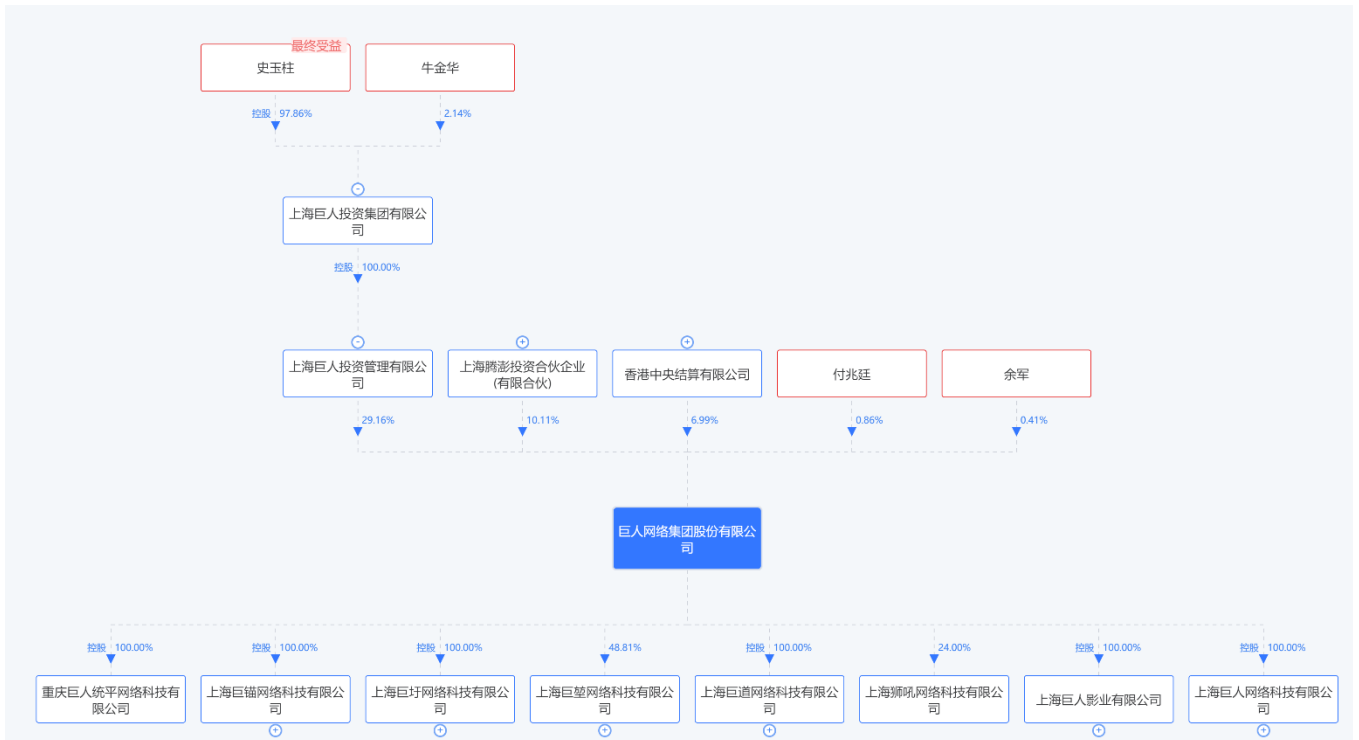 最终受益
史玉柱
牛金华
控股 97.86%
2.14%
上海巨人投资集团有限公
司
控股 100.00%
上海巨人投资管理有限公
司
上海腾澎投资合伙企业
(有限合伙)
香港中央结算有限公司
付兆廷
余军
29.16%
10.11%
6.99%
0.86%
0.41%
巨人网络集团股份有限公
司
控股 100.00%
控股 100.00%
控股 100.00%
48.81%
控股 100.00%
24.00%
控股 100.00%
控股 100.00%
重庆巨人统平网络科技有
限公司
上海巨锚网络科技有限公
司
上海巨玗网络科技有限公
司
上海巨堃网络科技有限公
司
上海巨道网络科技有限公
司
上海狮吼网络科技有限公
司
上海巨人影业有限公司
上海巨人网络科技有限公
司